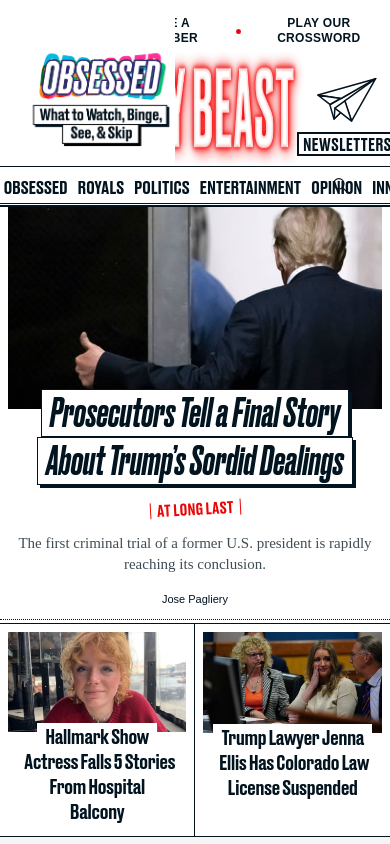 E A
BER
PLAY OUR
CROSSWORD
OBSESSED
What to Watch, Binge,
See, & Skip
Y BEAST
NEWSLETTERS
OBSESSED ROYALS POLITICS ENTERTAINMENT OPINION INN
Prosecutors Tell a Final Story
About Trump's Sordid Dealings
AT LONG LAST
The first criminal trial of a former U.S. president is rapidly
reaching its conclusion.
Jose Pagliery
Hallmark Show
Actress Falls 5 Stories
From Hospital
Balcony
Trump Lawyer Jenna
Ellis Has Colorado Law
License Suspended